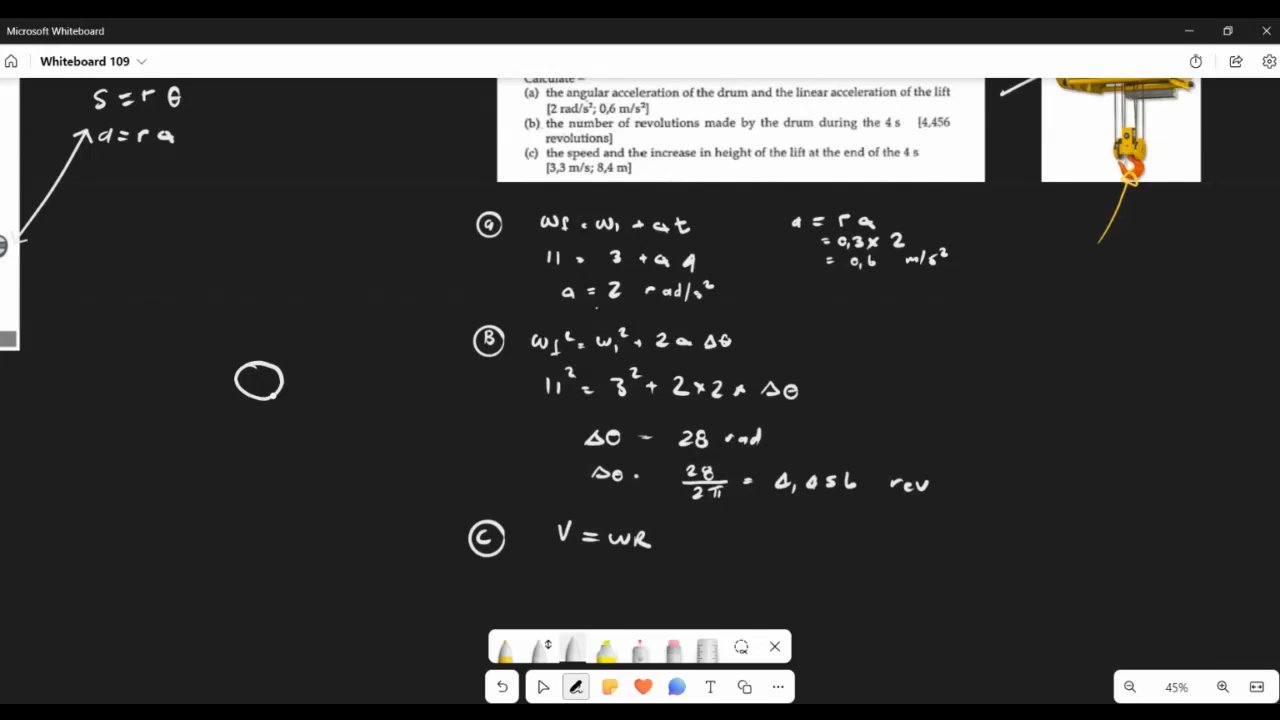 Microsoft Whiteboard
Whiteboard 109
S = r θ
a = r α
Calculate –
(a) the angular acceleration of the drum and the linear acceleration of the lift
[2 rad/s²; 0,6 m/s²]
(b) the number of revolutions made by the drum during the 4 s [4,456
revolutions]
(c) the speed and the increase in height of the lift at the end of the 4 s
[3,3 m/s; 8,4 m]
a
ωf = ω1 + αt
11 = 3 + α 4
α = 2 rad/s²
a = r α
= 0,3 × 2
= 0,6 m/s²
B
ωf² = ω1² + 2 α Δθ
11² = 3² + 2 × 2 × Δθ
Δθ = 28 rad
Δθ = 28/2π = 4,456 rev
C
V = ωR
45%